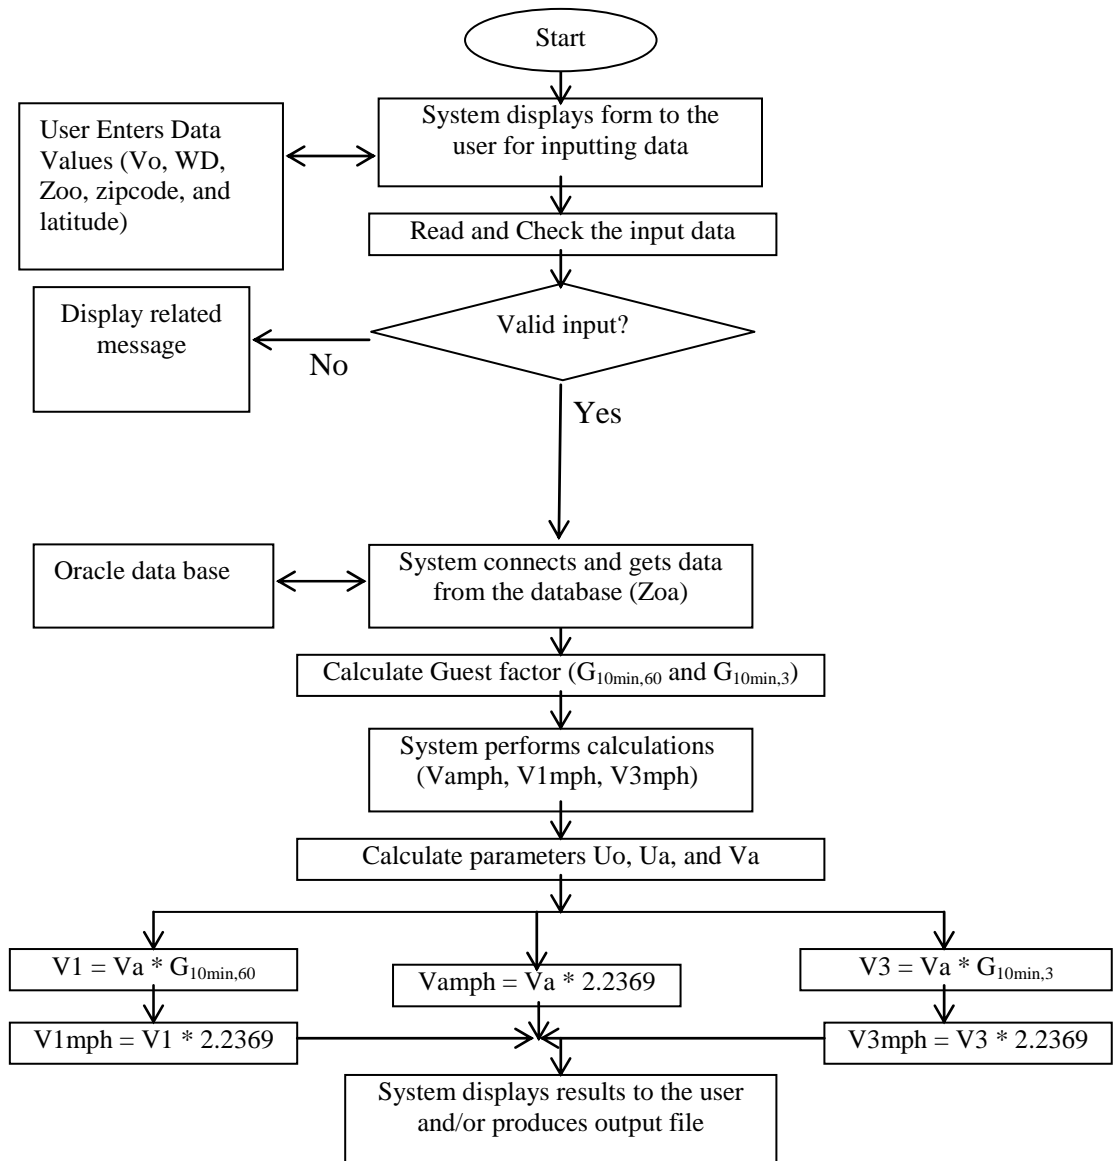 Start
System displays form to the
user for inputting data
User Enters Data
Values (Vo, WD,
Zoo, zipcode, and
latitude)
Read and Check the input data
Valid input?
Display related
message
No
Yes
Oracle data base
System connects and gets data
from the database (Zoa)
Calculate Guest factor (G10min,60 and G10min,3)
System performs calculations
(Vamph, V1mph, V3mph)
Calculate parameters Uo, Ua, and Va
V1 = Va * G10min,60
Vamph = Va * 2.2369
V3 = Va * G10min,3
V1mph = V1 * 2.2369
V3mph = V3 * 2.2369
System displays results to the user
and/or produces output file